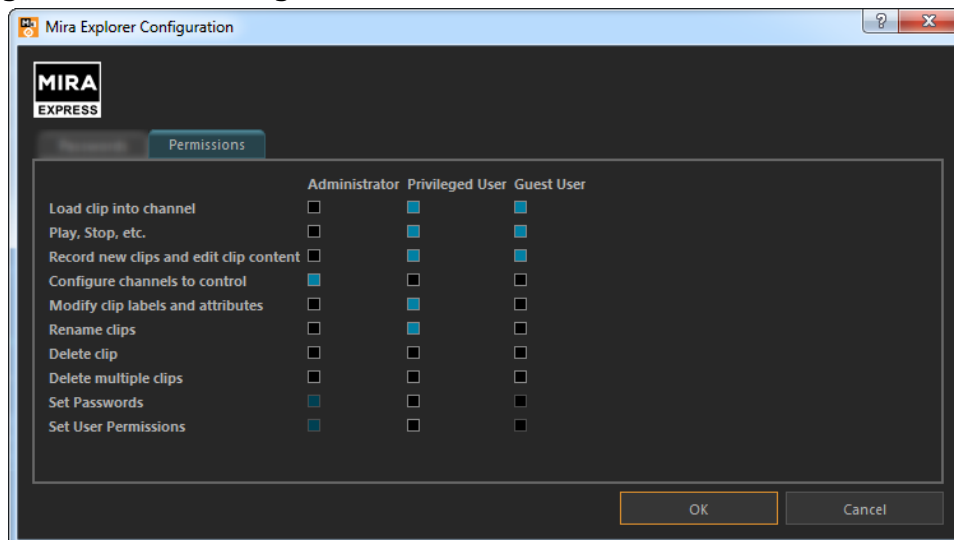 Mira Explorer Configuration
MIRA
EXPRESS
Permissions
Administrator Privileged User Guest User
Load clip into channel
Play, Stop, etc.
Record new clips and edit clip content
Configure channels to control
Modify clip labels and attributes
Rename clips
Delete clip
Delete multiple clips
Set Passwords
Set User Permissions
OK Cancel